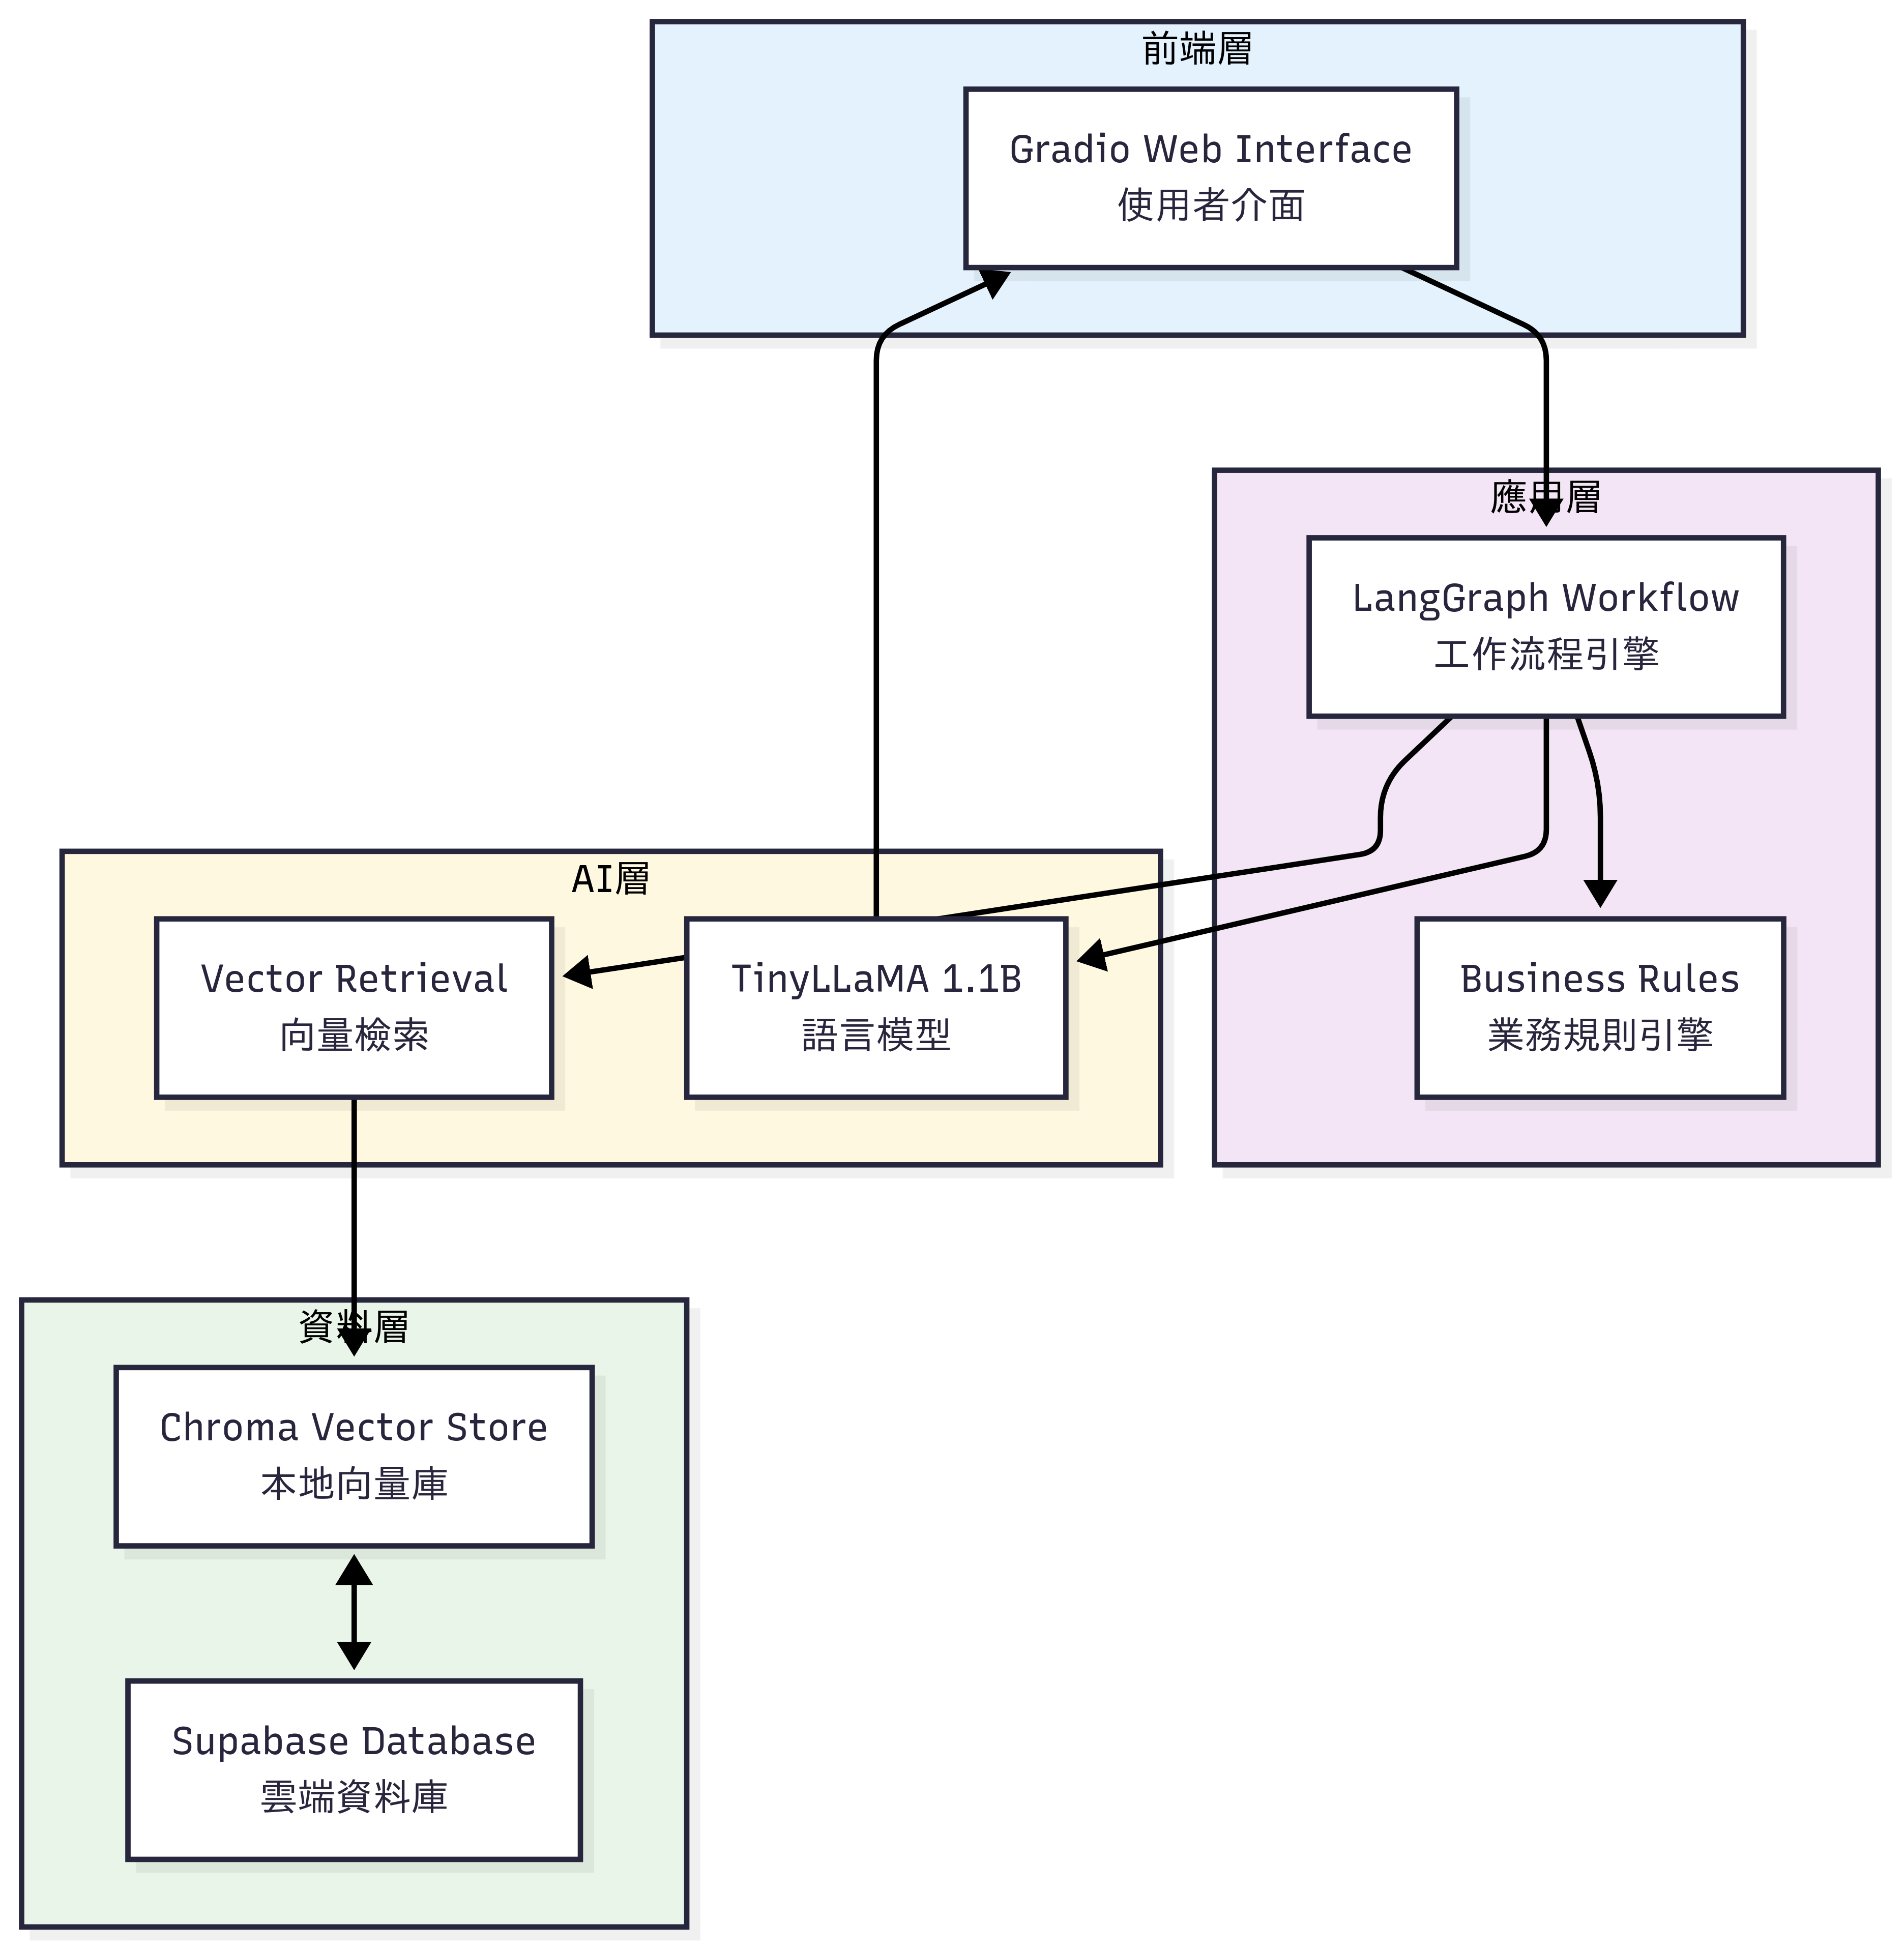 前端層
Gradio Web Interface
使用者介面
應用層
LangGraph Workflow
工作流程引擎
AI層
Vector Retrieval
向量檢索
TinyLLaMA 1.1B
語言模型
Business Rules
業務規則引擎
資料層
Chroma Vector Store
本地向量庫
Supabase Database
雲端資料庫